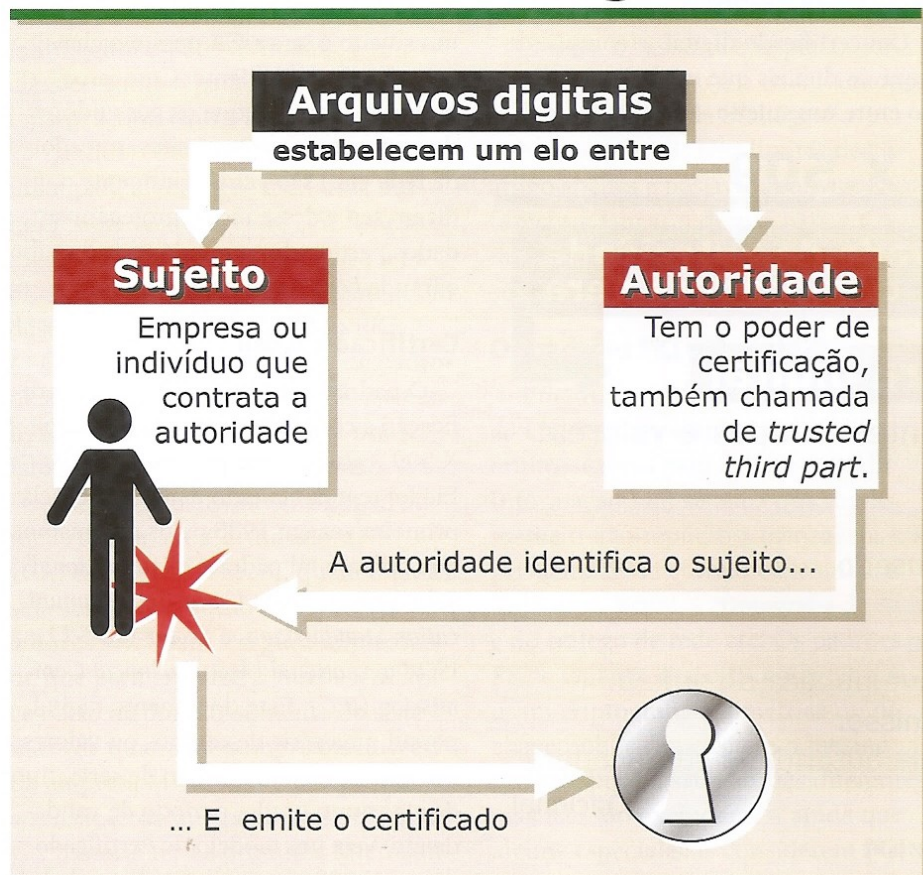 Arquivos digitais
estabelecem um elo entre
Sujeito
Empresa ou
indivíduo que
contrata a
autoridade
Autoridade
Tem o poder de
certificação,
também chamada
de trusted
third part.
A autoridade identifica o sujeito...
... E emite o certificado